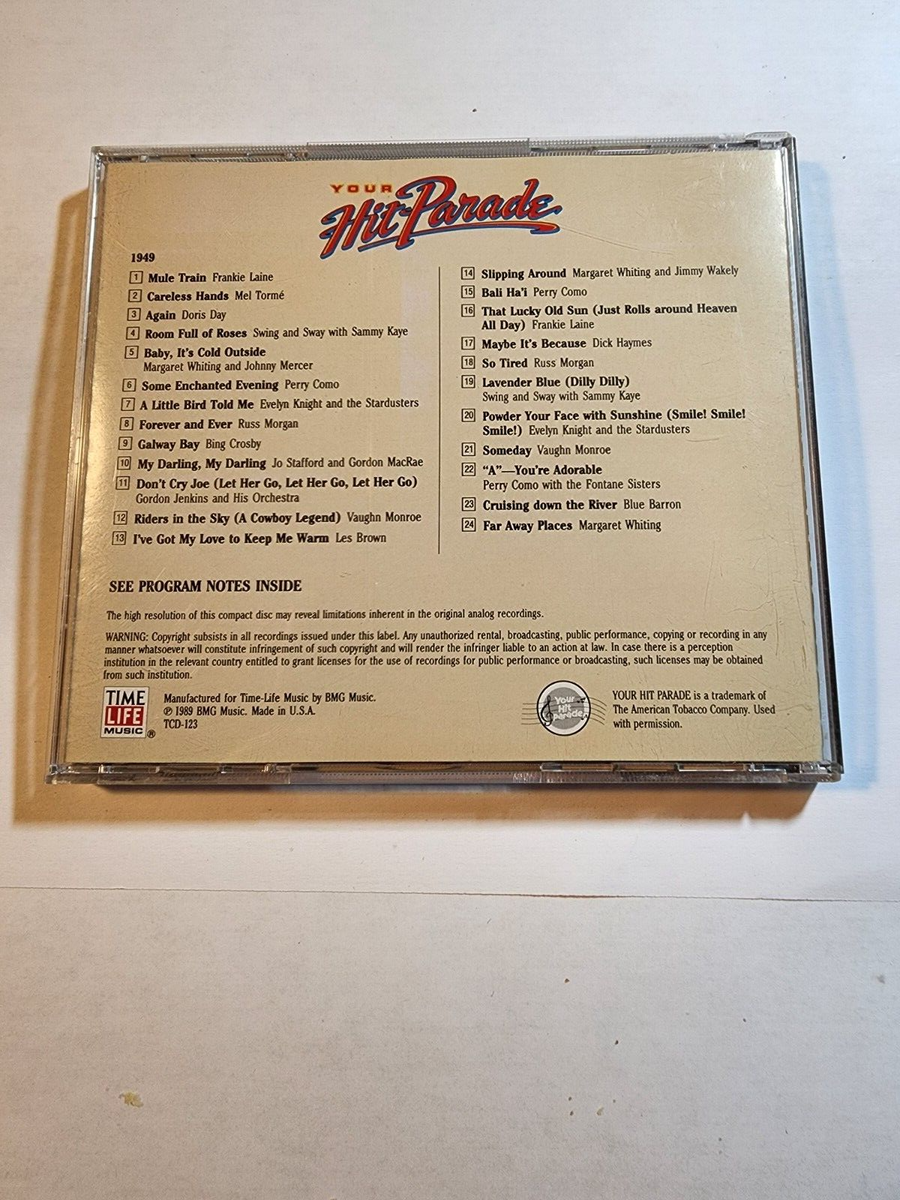 YOUR
Hit Parade
1949
1 Mule Train Frankie Laine
2 Careless Hands Mel Tormé
3 Again Doris Day
4 Room Full of Roses Swing and Sway with Sammy Kaye
5 Baby, It's Cold Outside
Margaret Whiting and Johnny Mercer
6 Some Enchanted Evening Perry Como
7 A Little Bird Told Me Evelyn Knight and the Stardusters
8 Forever and Ever Russ Morgan
9 Galway Bay Bing Crosby
10 My Darling, My Darling Jo Stafford and Gordon MacRae
11 Don't Cry Joe (Let Her Go, Let Her Go, Let Her Go)
Gordon Jenkins and His Orchestra
12 Riders in the Sky (A Cowboy Legend) Vaughn Monroe
13 I've Got My Love to Keep Me Warm Les Brown
14 Slipping Around Margaret Whiting and Jimmy Wakely
15 Bali Ha'i Perry Como
16 That Lucky Old Sun (Just Rolls around Heaven
All Day) Frankie Laine
17 Maybe It's Because Dick Haymes
18 So Tired Russ Morgan
19 Lavender Blue (Dilly Dilly)
Swing and Sway with Sammy Kaye
20 Powder Your Face with Sunshine (Smile! Smile!
Smile!) Evelyn Knight and the Stardusters
21 Someday Vaughn Monroe
22 "A"—You're Adorable
Perry Como with the Fontane Sisters
23 Cruising down the River Blue Barron
24 Far Away Places Margaret Whiting
SEE PROGRAM NOTES INSIDE
The high resolution of this compact disc may reveal limitations inherent in the original analog recordings.
WARNING: Copyright subsists in all recordings issued under this label. Any unauthorized rental, broadcasting, public performance, copying or recording in any
manner whatsoever will constitute infringement of such copyright and will render the infringer liable to an action at law. In case there is a perception
institution in the relevant country entitled to grant licenses for the use of recordings for public performance or broadcasting, such licenses may be obtained
from such institution.
TIME
LIFE
MUSIC ®
Manufactured for Time-Life Music by BMG Music.
℗ 1989 BMG Music. Made in U.S.A.
TCD-123
Your
Hit
Parade
YOUR HIT PARADE is a trademark of
The American Tobacco Company. Used
with permission.